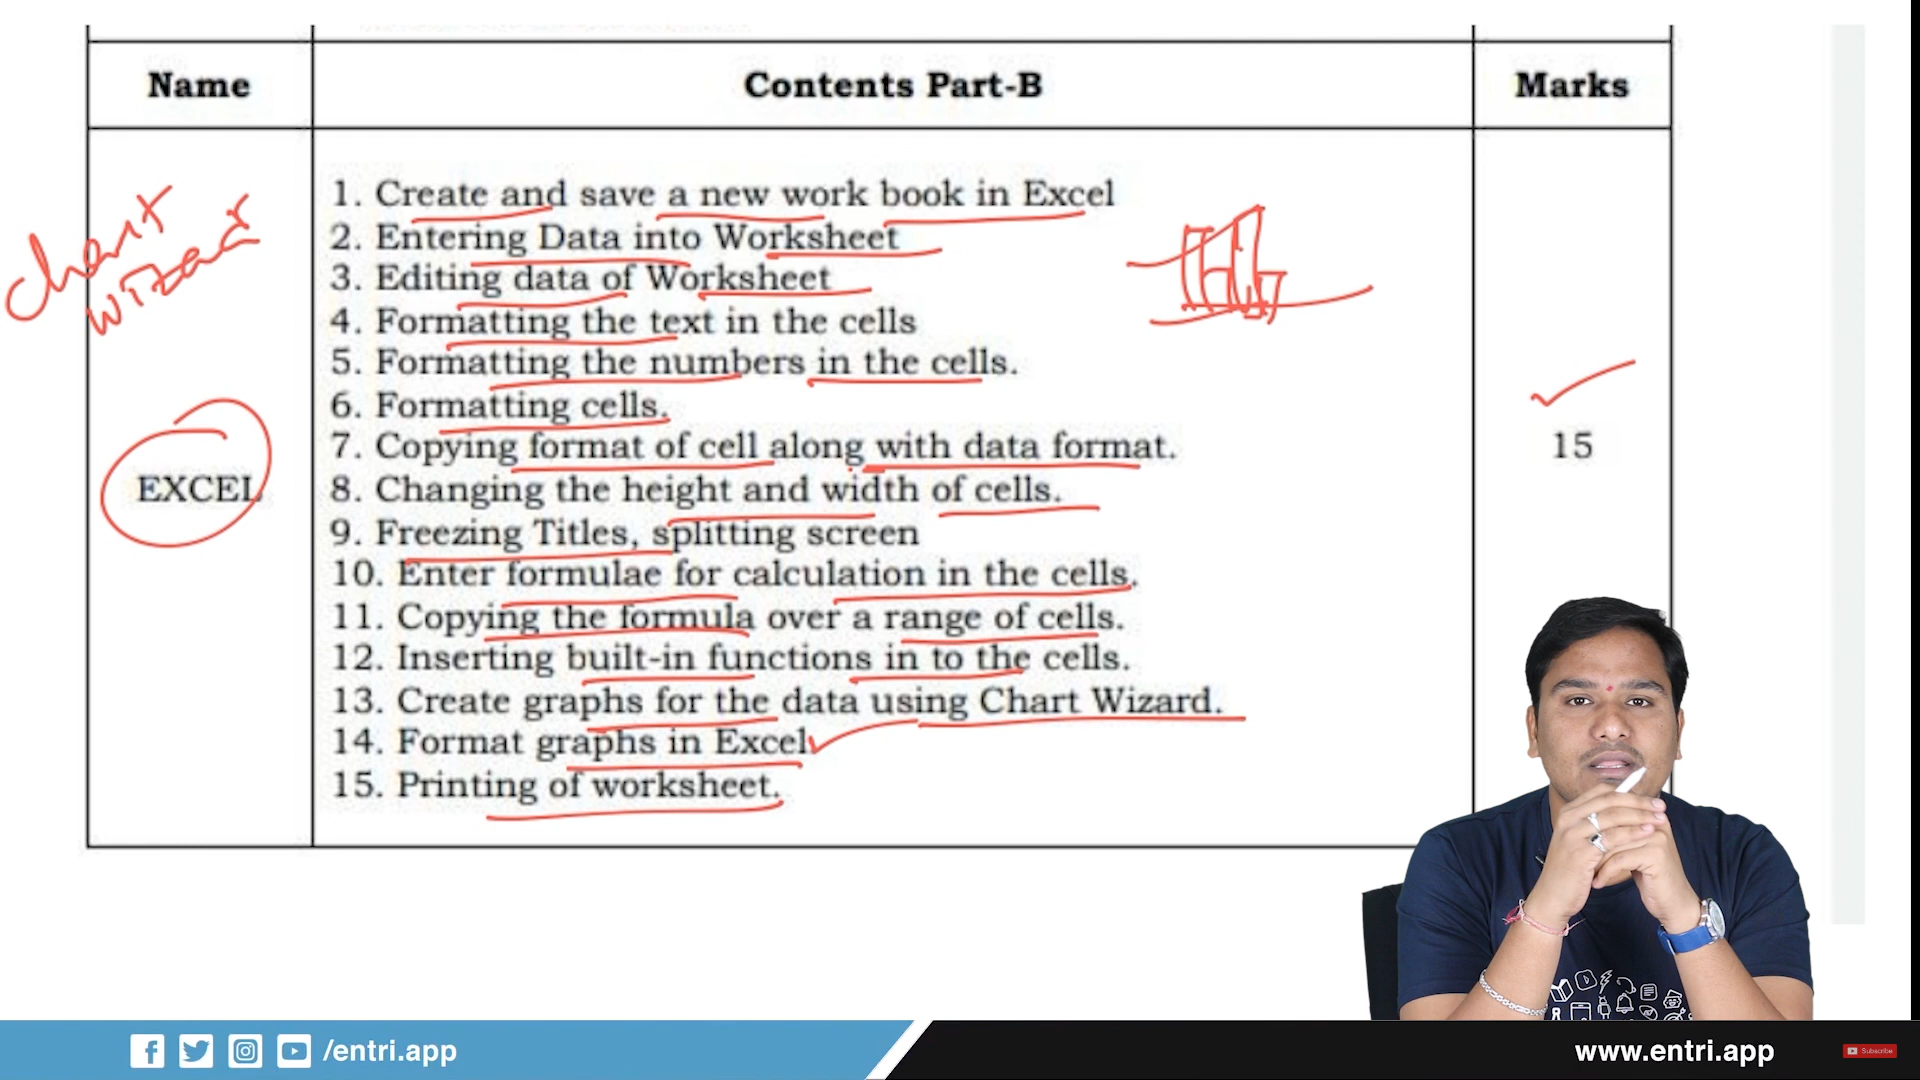 Name Contents Part-B Marks
chart
wizard
1. Create and save a new work book in Excel
2. Entering Data into Worksheet
3. Editing data of Worksheet
4. Formatting the text in the cells
5. Formatting the numbers in the cells.
6. Formatting cells.
7. Copying format of cell along with data format.
EXCEL
15
8. Changing the height and width of cells.
9. Freezing Titles, splitting screen
10. Enter formulae for calculation in the cells.
11. Copying the formula over a range of cells.
12. Inserting built-in functions in to the cells.
13. Create graphs for the data using Chart Wizard.
14. Format graphs in Excel
15. Printing of worksheet.
/entri.app
www.entri.app
Subscribe